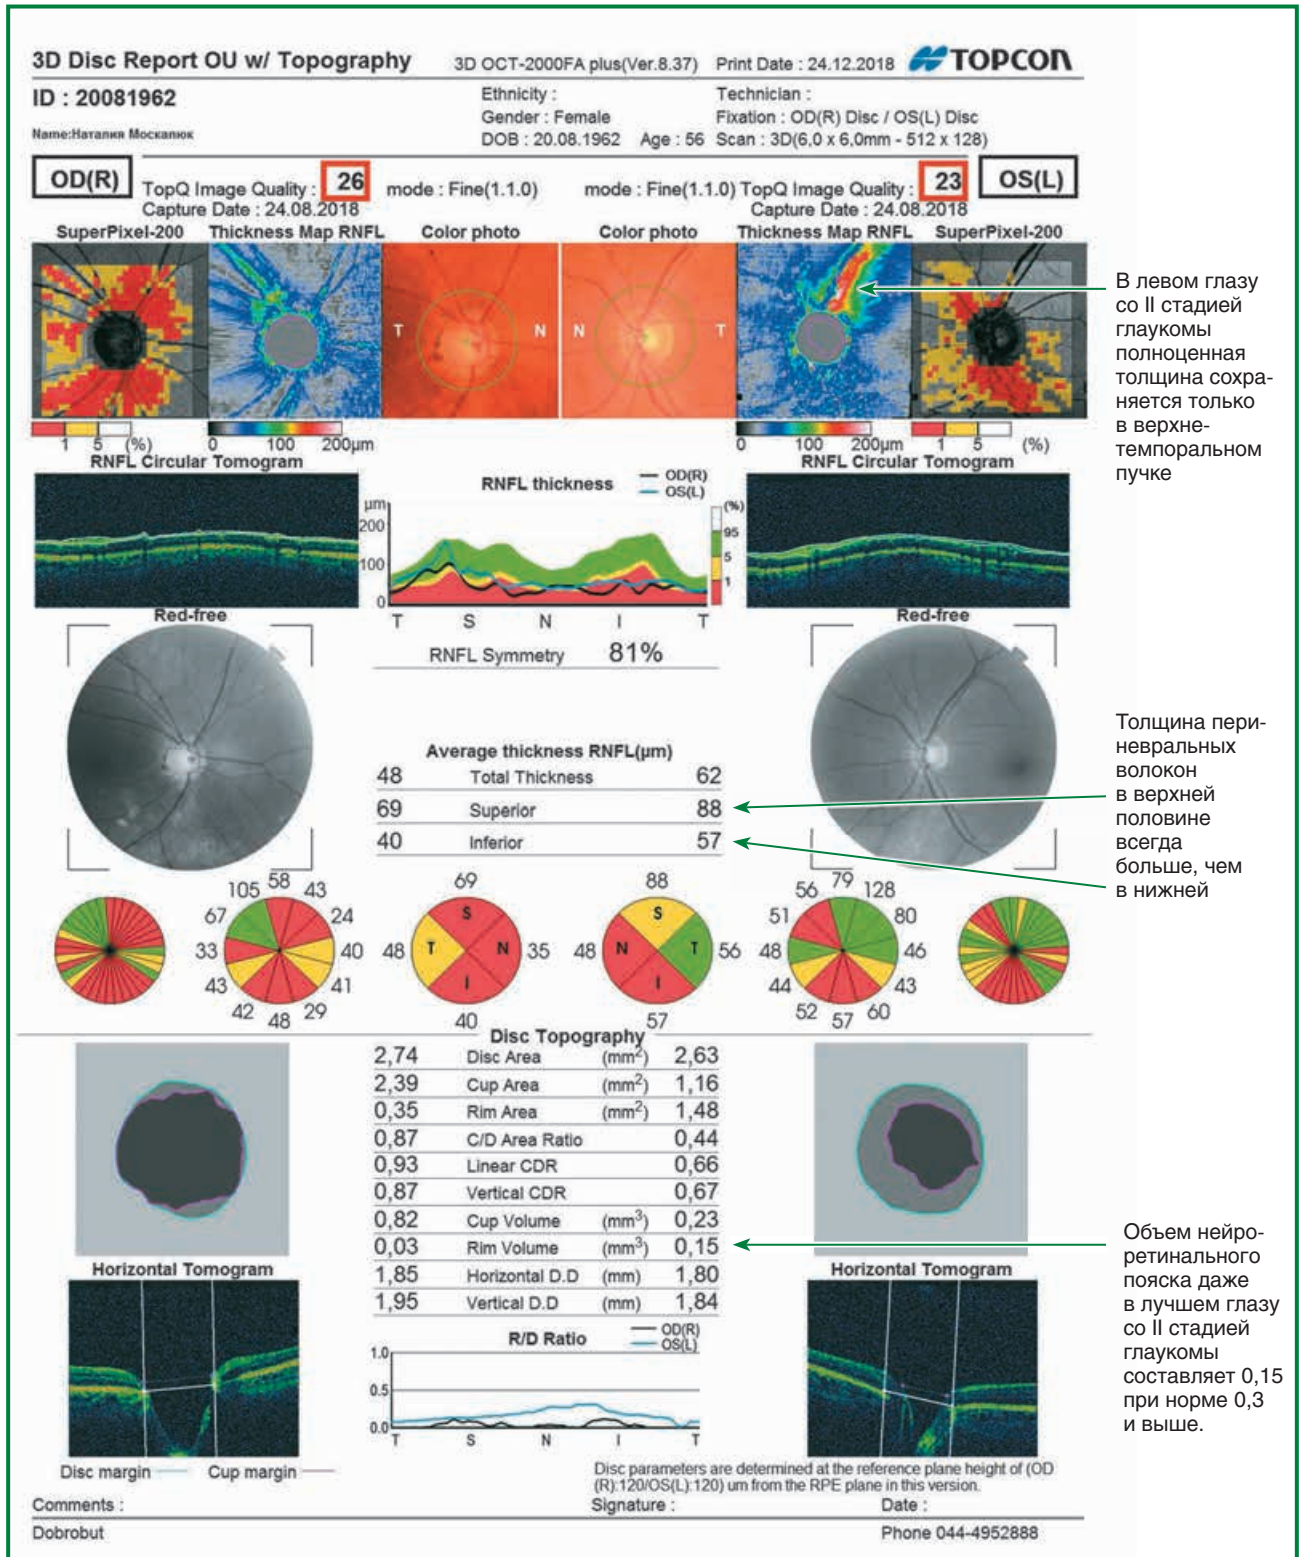 3D Disc Report OU w/ Topography 3D OCT-2000FA plus(Ver.8.37) Print Date : 24.12.2018 TOPCON
ID : 20081962 Ethnicity : Technician :
Gender : Female Fixation : OD(R) Disc / OS(L) Disc
Name:Наталия Москалюк DOB : 20.08.1962 Age : 56 Scan : 3D(6,0 x 6,0mm - 512 x 128)
OD(R) TopQ Image Quality : 26 mode : Fine(1.1.0) mode : Fine(1.1.0) TopQ Image Quality : 23 OS(L)
Capture Date : 24.08.2018 Capture Date : 24.08.2018
SuperPixel-200 Thickness Map RNFL Color photo Color photo Thickness Map RNFL SuperPixel-200
T N N T
1 5 (%) 0 100 200µm 0 100 200µm 1 5 (%)
В левом глазу
со II стадией
глаукомы
полноценная
толщина сохра-
няется только
в верхне-
темпоральном
пучке
RNFL Circular Tomogram RNFL Circular Tomogram
RNFL thickness OD(R)
OS(L)
µm (%)
200 95
100 5
1
0
T S N I T
RNFL Symmetry 81%
Red-free Red-free
Average thickness RNFL(µm)
48 Total Thickness 62
69 Superior 88
40 Inferior 57
Толщина пери-
невральных
волокон
в верхней
половине
всегда
больше, чем
в нижней
105 58 43 69 88 56 79 128
67 24 S S 51 80
33 40 48 T N 35 48 N T 56 48 46
43 41 I I 44 43
42 48 29 40 57 52 57 60
Disc Topography
2,74 Disc Area (mm²) 2,63
2,39 Cup Area (mm²) 1,16
0,35 Rim Area (mm²) 1,48
0,87 C/D Area Ratio 0,44
0,93 Linear CDR 0,66
0,87 Vertical CDR 0,67
0,82 Cup Volume (mm³) 0,23
0,03 Rim Volume (mm³) 0,15
1,85 Horizontal D.D (mm) 1,80
1,95 Vertical D.D (mm) 1,84
Объем нейро-
ретинального
пояска даже
в лучшем глазу
со II стадией
глаукомы
составляет 0,15
при норме 0,3
и выше.
Horizontal Tomogram Horizontal Tomogram
R/D Ratio OD(R)
OS(L)
1.0
0.5
0.0
T S N I T
Disc margin Cup margin
Disc parameters are determined at the reference plane height of (OD
(R):120/OS(L):120) um from the RPE plane in this version.
Comments : Signature : Date :
Dobrobut Phone 044-4952888